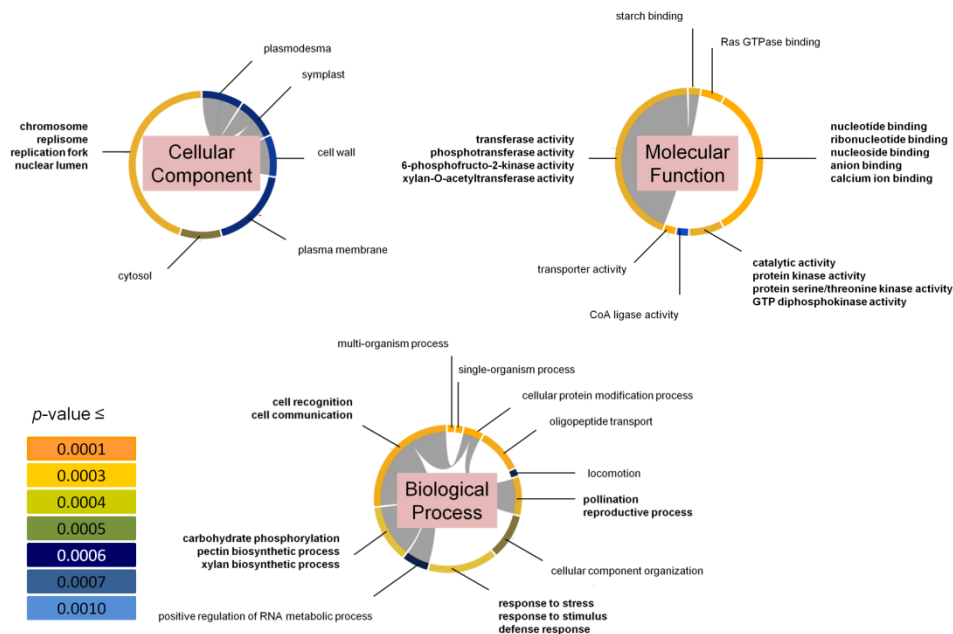 plasmodesma
symplast
chromosome
replisome
replication fork
nuclear lumen
Cellular
Component
cell wall
plasma membrane
cytosol
starch binding
Ras GTPase binding
transferase activity
phosphotransferase activity
6-phosphofructo-2-kinase activity
xylan-O-acetyltransferase activity
Molecular
Function
nucleotide binding
ribonucleotide binding
nucleoside binding
anion binding
calcium ion binding
transporter activity
CoA ligase activity
catalytic activity
protein kinase activity
protein serine/threonine kinase activity
GTP diphosphokinase activity
multi-organism process
single-organism process
cell recognition
cell communication
cellular protein modification process
oligopeptide transport
locomotion
Biological
Process
pollination
reproductive process
carbohydrate phosphorylation
pectin biosynthetic process
xylan biosynthetic process
cellular component organization
positive regulation of RNA metabolic process
response to stress
response to stimulus
defense response
p-value ≤
0.0001
0.0003
0.0004
0.0005
0.0006
0.0007
0.0010